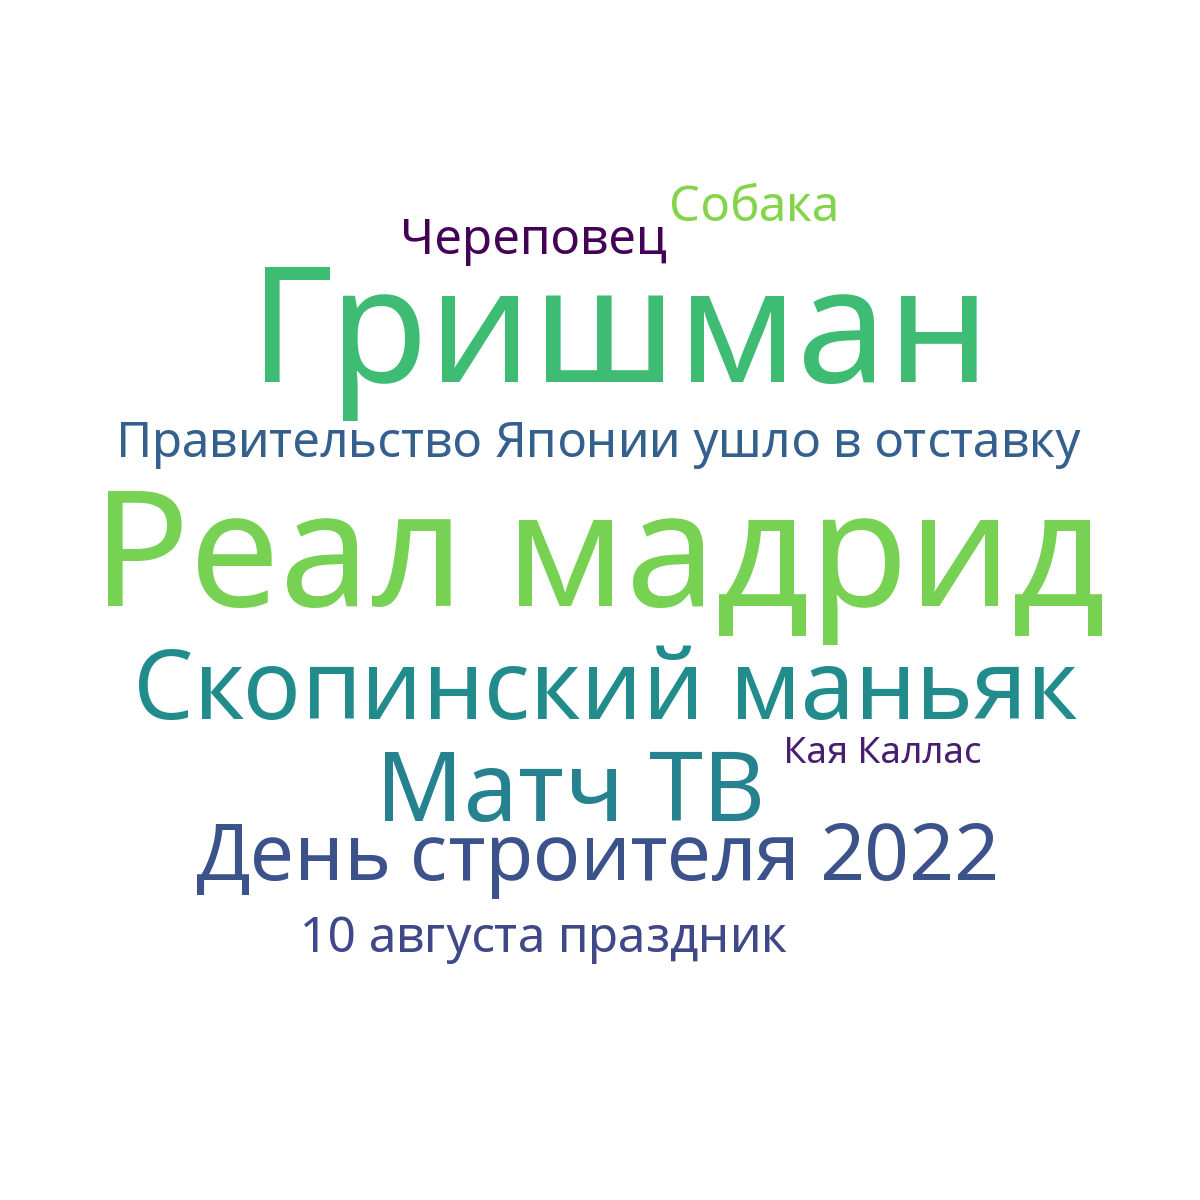 Собака
Череповец
Гришман
Правительство Японии ушло в отставку
Реал мадрид
Скопинский маньяк
Кая Каллас
Матч ТВ
День строителя 2022
10 августа праздник